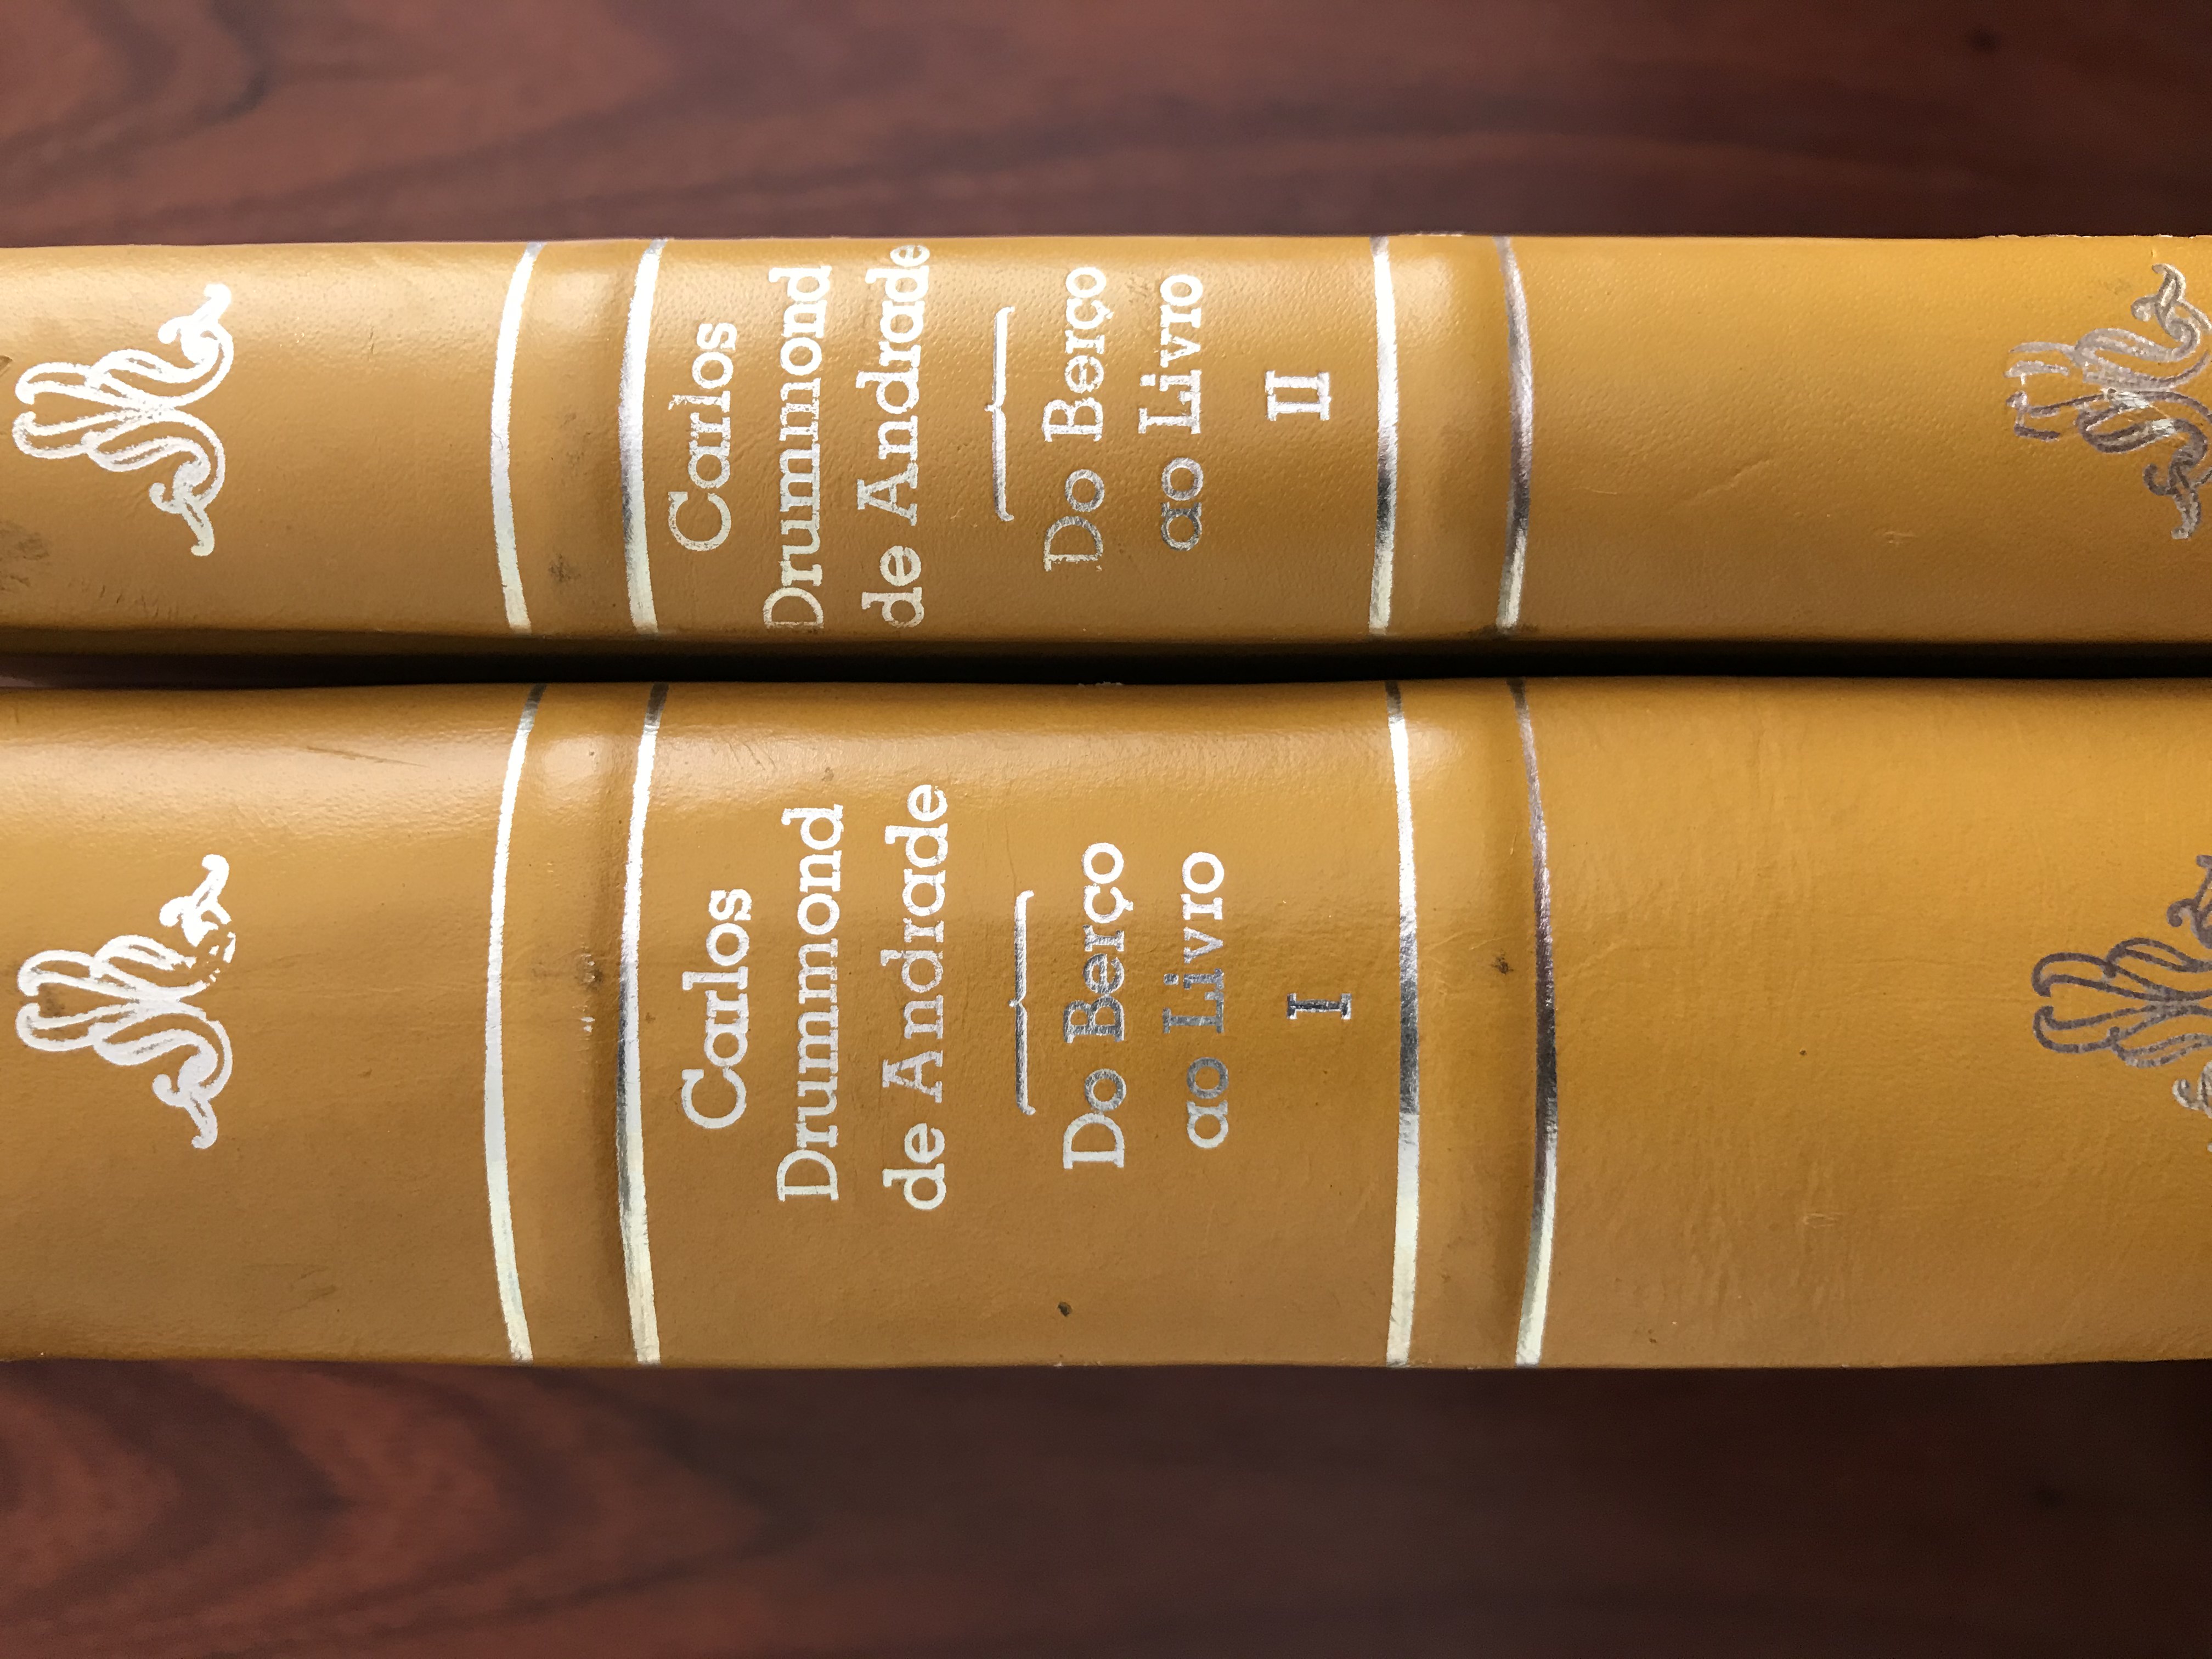 Carlos
Drummond
de Andrade
Do Berço
ao Livro
II
Carlos
Drummond
de Andrade
Do Berço
ao Livro
I